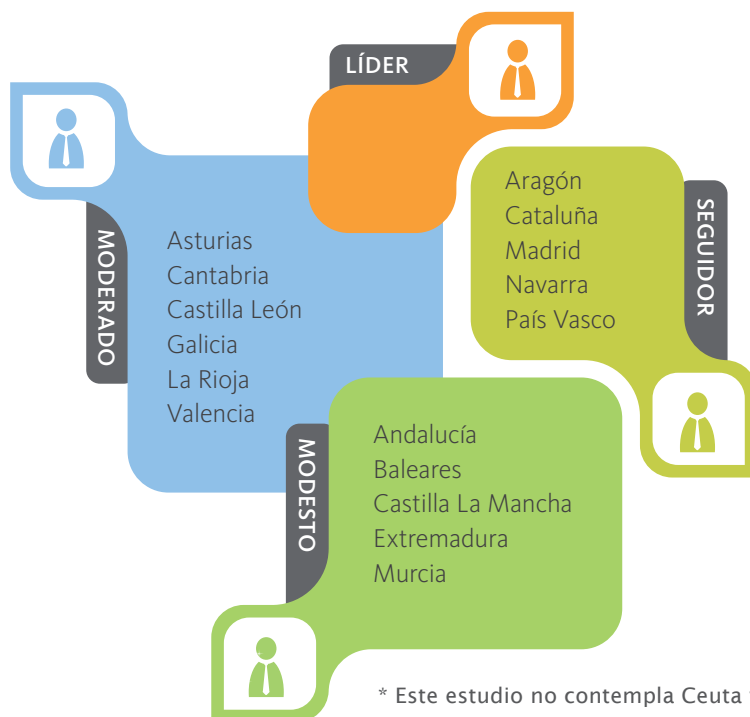 LÍDER
MODERADO
Asturias
Cantabria
Castilla León
Galicia
La Rioja
Valencia
SEGUIDOR
Aragón
Cataluña
Madrid
Navarra
País Vasco
MODESTO
Andalucía
Baleares
Castilla La Mancha
Extremadura
Murcia
* Este estudio no contempla Ceuta